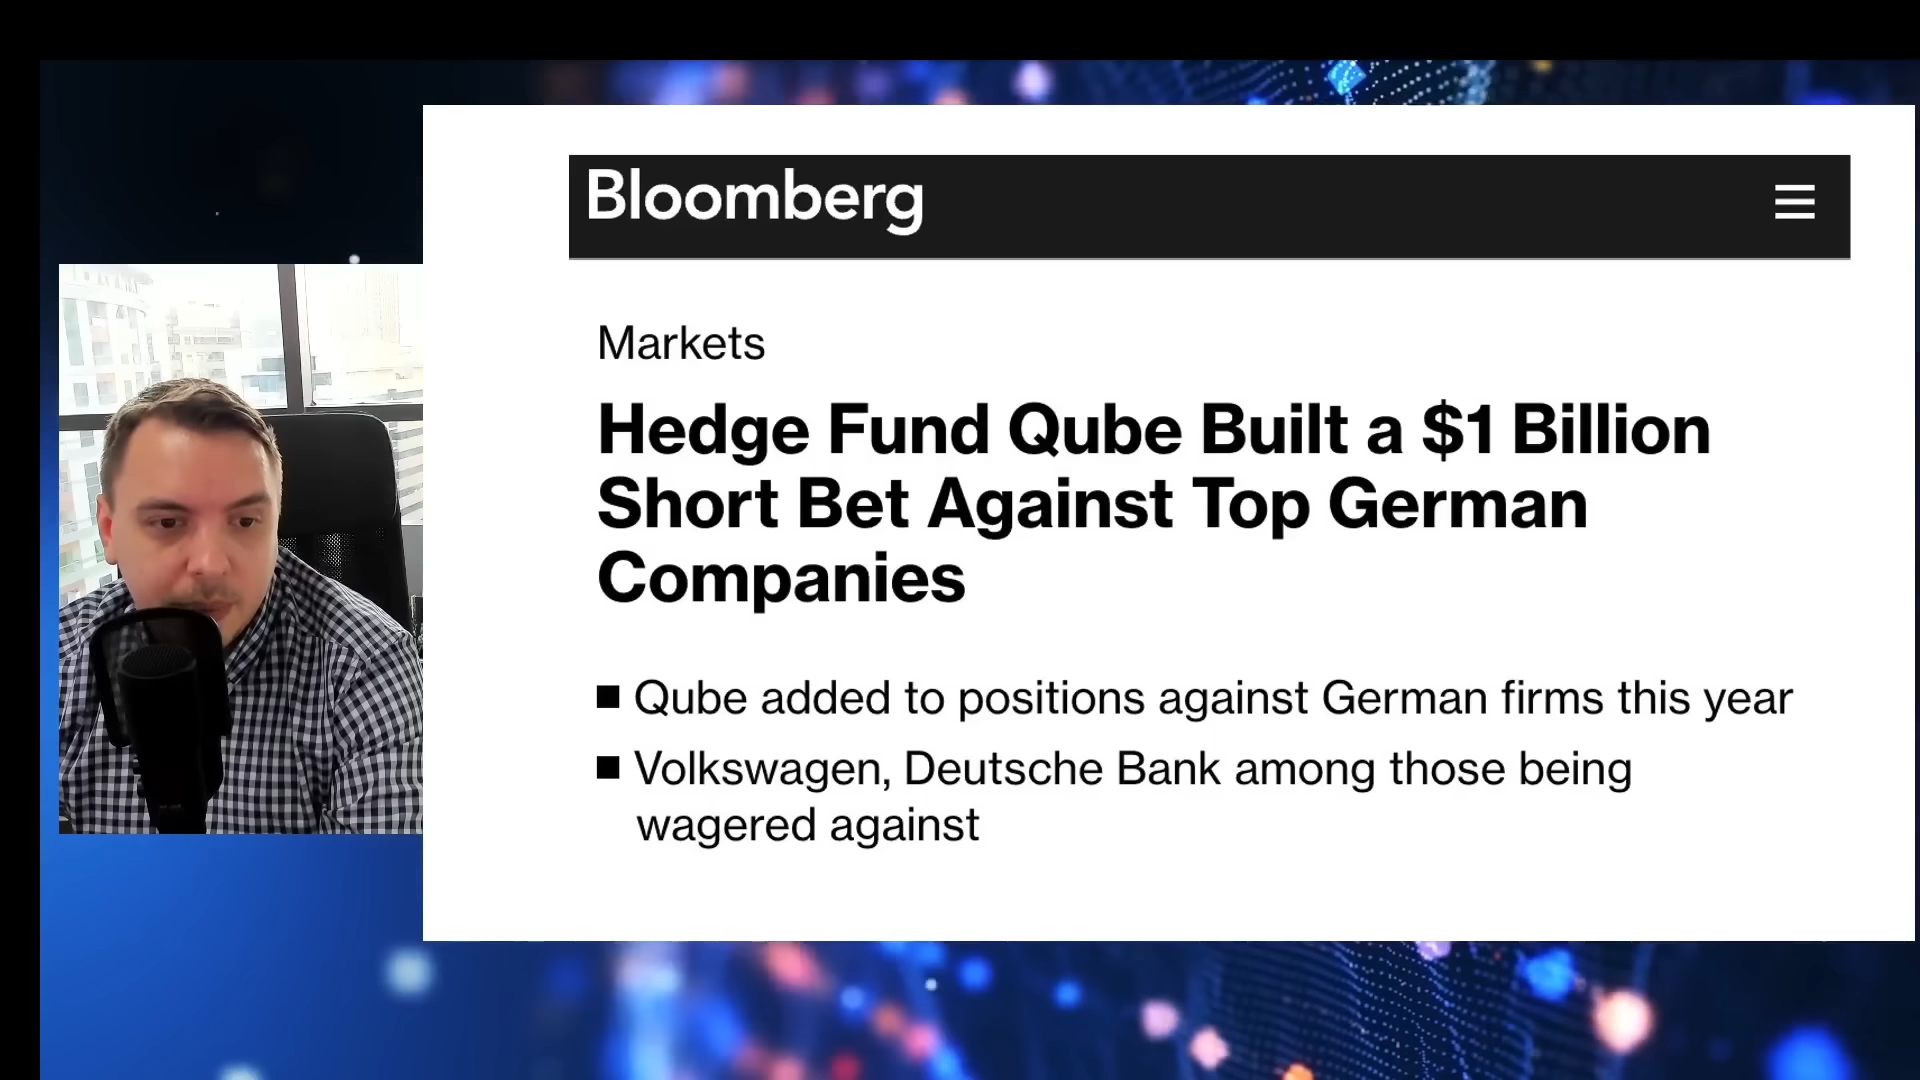 Bloomberg
Markets
Hedge Fund Qube Built a $1 Billion
Short Bet Against Top German
Companies
■ Qube added to positions against German firms this year
■ Volkswagen, Deutsche Bank among those being
wagered against